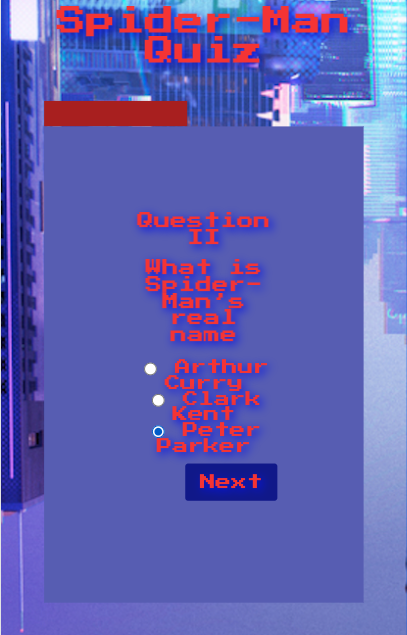 Spider-Man
Quiz
Question
II
What is
Spider-
Man's
real
name
Arthur
Curry
Clark
Kent
Peter
Parker
Next